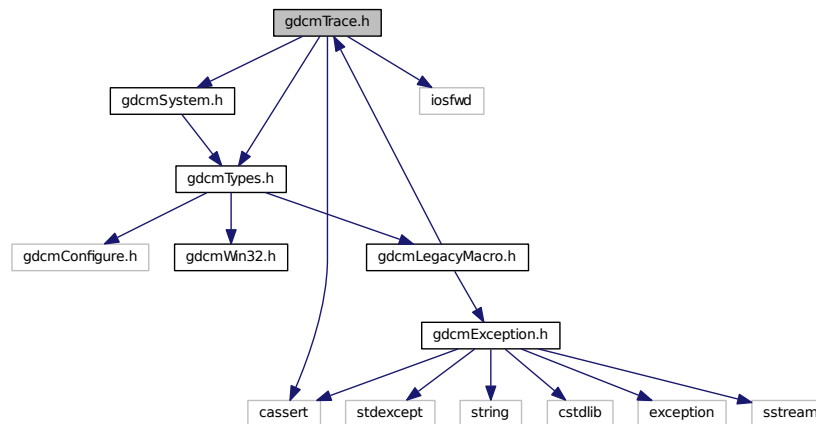 gdcmTrace.h
gdcmSystem.h
iosfwd
gdcmTypes.h
gdcmConfigure.h
gdcmWin32.h
gdcmLegacyMacro.h
gdcmException.h
cassert
stdexcept
string
cstdlib
exception
sstream